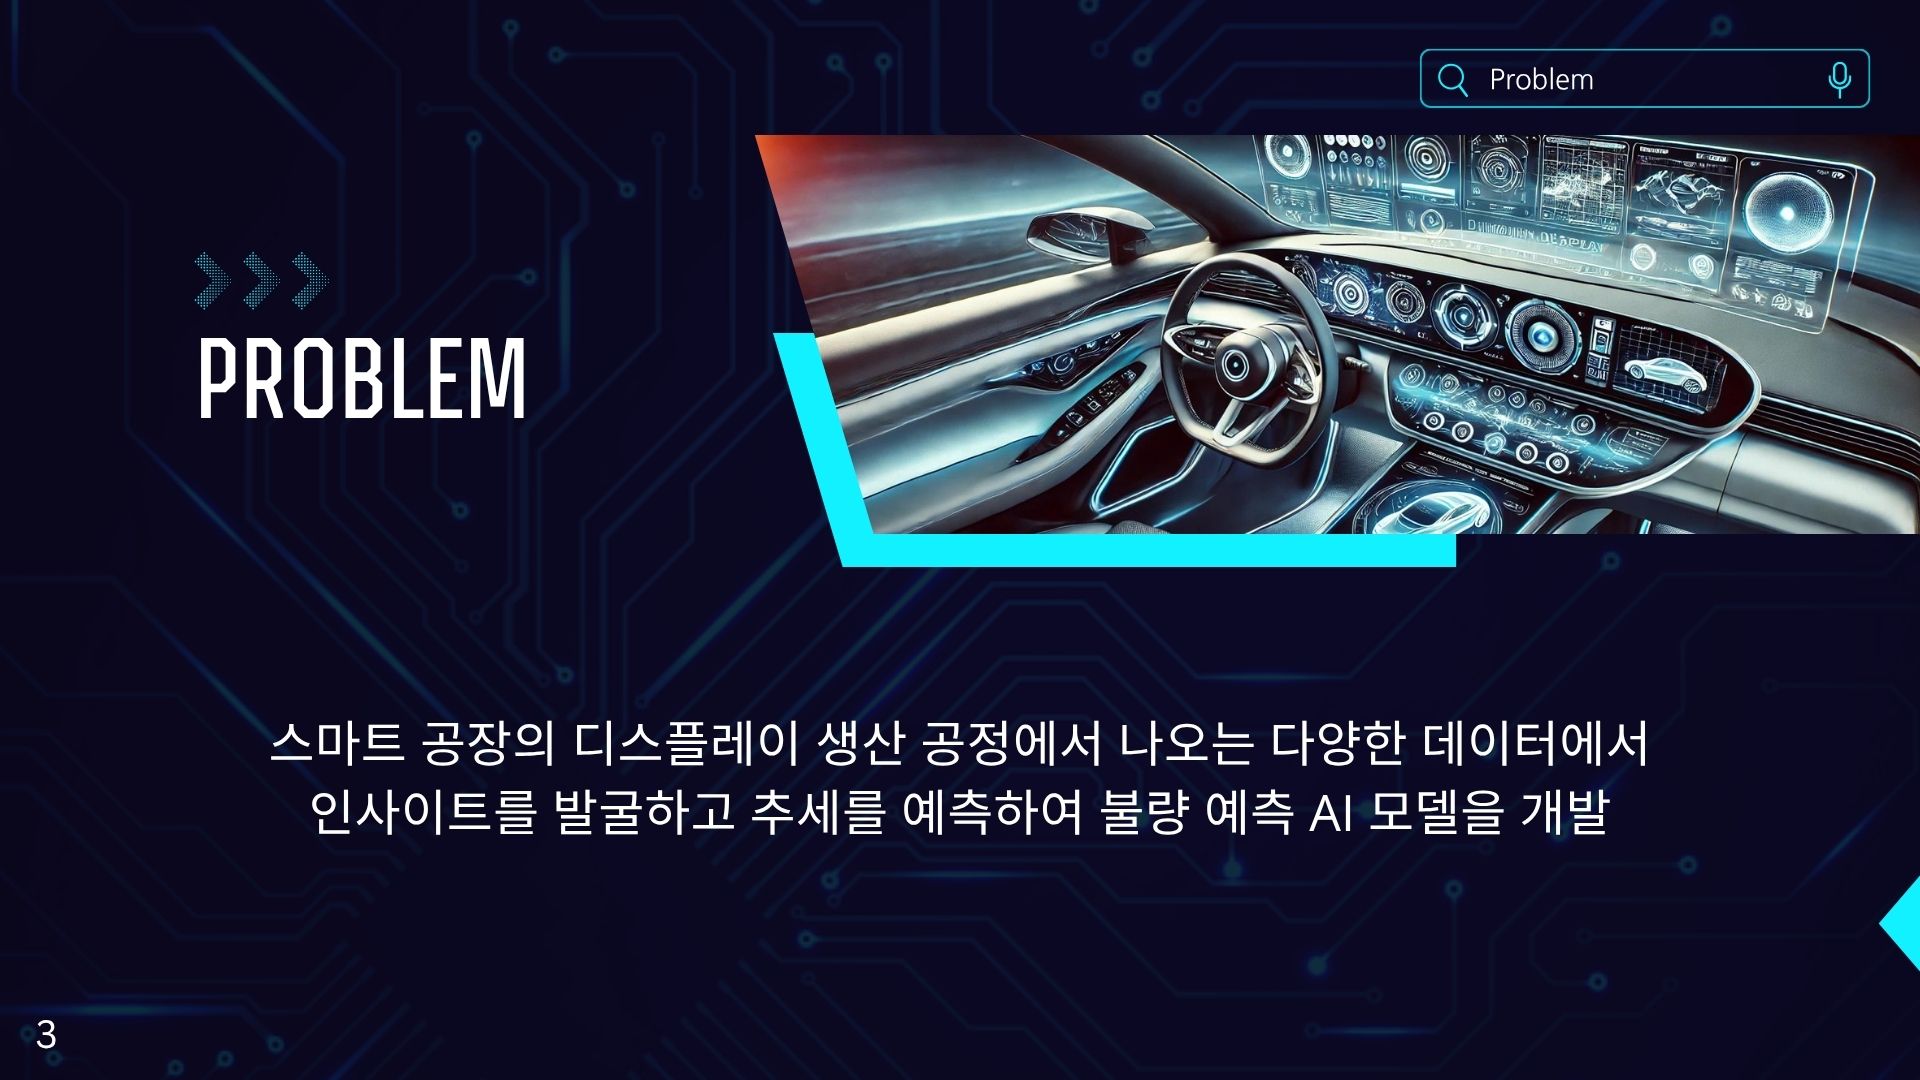 Problem
PROBLEM
스마트 공장의 디스플레이 생산 공정에서 나오는 다양한 데이터에서
인사이트를 발굴하고 추세를 예측하여 불량 예측 AI 모델을 개발
3